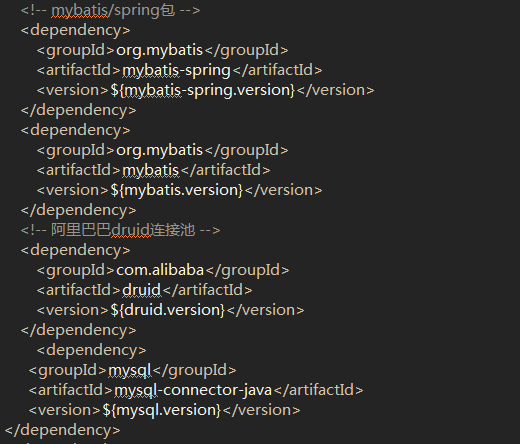 <!-- mybatis/spring包 -->
<dependency>
<groupId>org.mybatis</groupId>
<artifactId>mybatis-spring</artifactId>
<version>${mybatis-spring.version}</version>
</dependency>
<dependency>
<groupId>org.mybatis</groupId>
<artifactId>mybatis</artifactId>
<version>${mybatis.version}</version>
</dependency>
<!-- 阿里巴巴druid连接池 -->
<dependency>
<groupId>com.alibaba</groupId>
<artifactId>druid</artifactId>
<version>${druid.version}</version>
</dependency>
<dependency>
<groupId>mysql</groupId>
<artifactId>mysql-connector-java</artifactId>
<version>${mysql.version}</version>
</dependency>